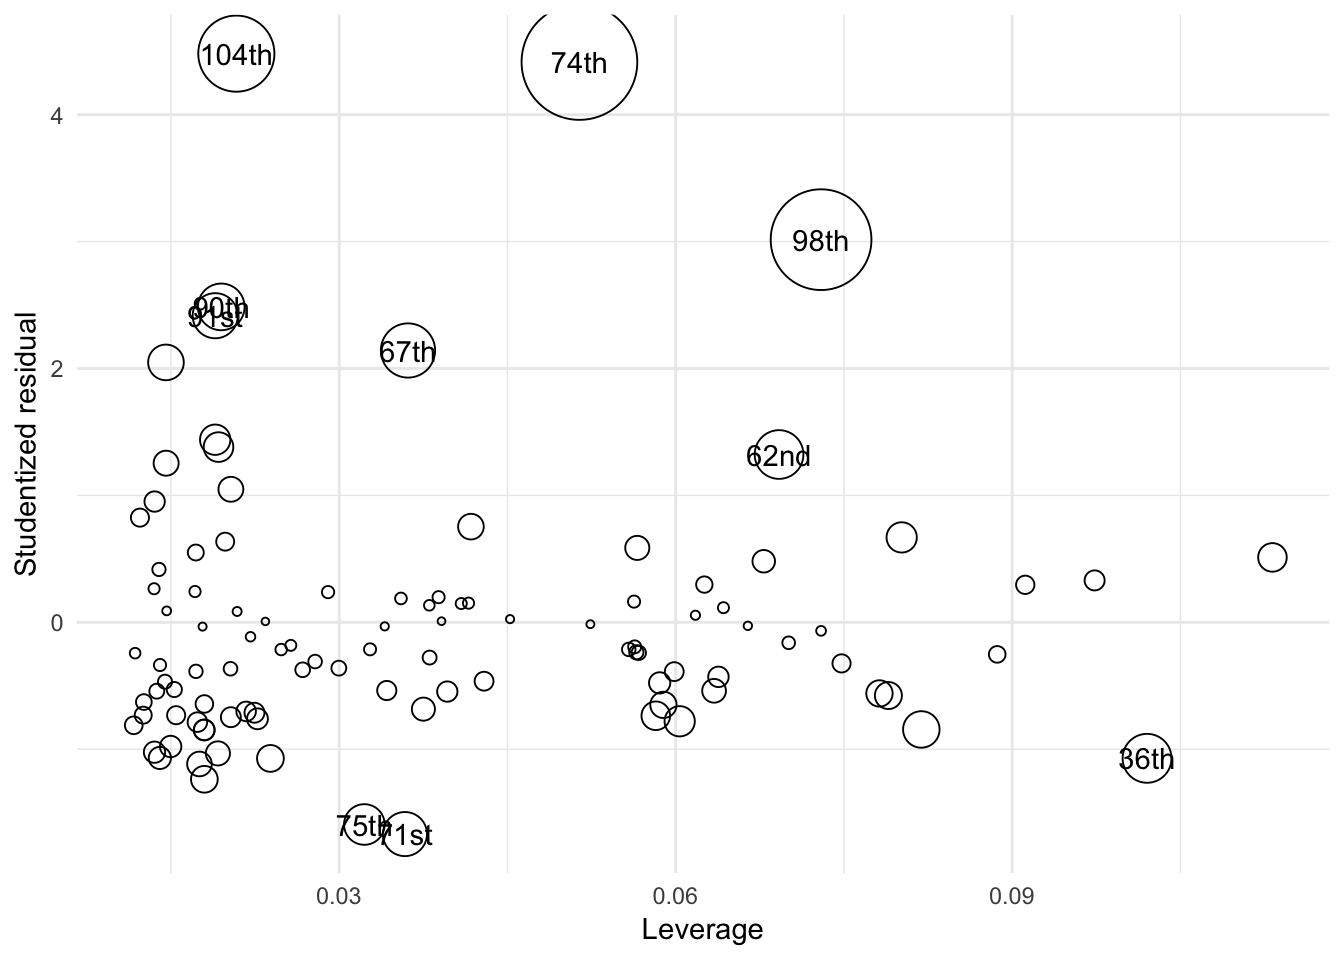 104th
74th
4
98th
90th
91st
67th
2
62nd
0
36th
75th
71st
0.03
0.06
0.09
Leverage
Studentized residual